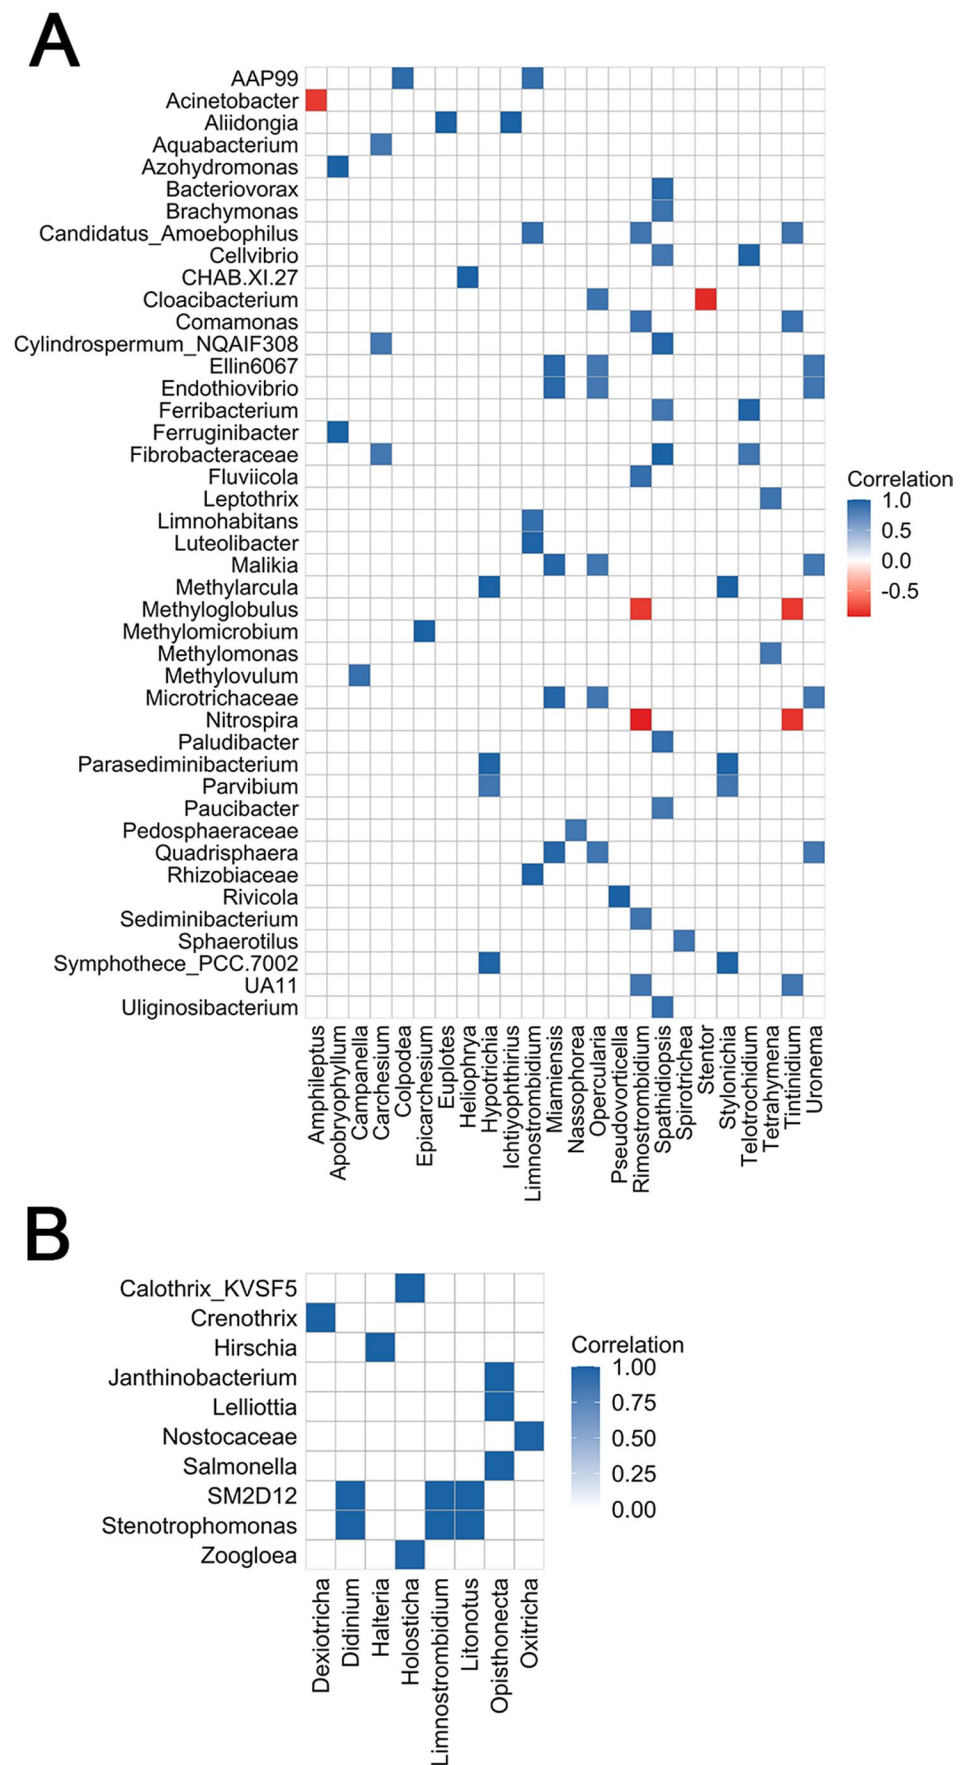 A
AAP99
Acinetobacter
Aliidongia
Aquabacterium
Azohydromonas
Bacteriovorax
Brachymonas
Candidatus_Amoebophilus
Cellvibrio
CHAB.XI.27
Cloacibacterium
Comamonas
Cylindrospermum_NQAIF308
Ellin6067
Endothiovibrio
Ferribacterium
Ferruginibacter
Fibrobacteraceae
Fluviicola
Leptothrix
Limnohabitans
Luteolibacter
Malikia
Methylarcula
Methyloglobulus
Methylomicrobium
Methylomonas
Methylovulum
Microtrichaceae
Nitrospira
Paludibacter
Parasediminibacterium
Parvibium
Paucibacter
Pedosphaeraceae
Quadrisphaera
Rhizobiaceae
Rivicola
Sediminibacterium
Sphaerotilus
Symphothece_PCC.7002
UA11
Uliginosibacterium
Amphileptus
Apobryophyllum
Campanella
Carchesium
Colpodea
Epicarchesium
Euplotes
Heliophrya
Hypotrichia
Ichtiyophthirius
Limnostrombidium
Miamiensis
Nassophorea
Opercularia
Pseudovorticella
Rimostrombidium
Spathidiopsis
Spirotrichea
Stentor
Stylonichia
Telotrochidium
Tetrahymena
Tintinidium
Uronema
Correlation
1.0
0.5
0.0
-0.5
B
Calothrix_KVSF5
Crenothrix
Hirschia
Janthinobacterium
Lelliottia
Nostocaceae
Salmonella
SM2D12
Stenotrophomonas
Zoogloea
Dexiotricha
Didinium
Halteria
Holosticha
Limnostrombidium
Litonotus
Opisthonecta
Oxitricha
Correlation
1.00
0.75
0.50
0.25
0.00